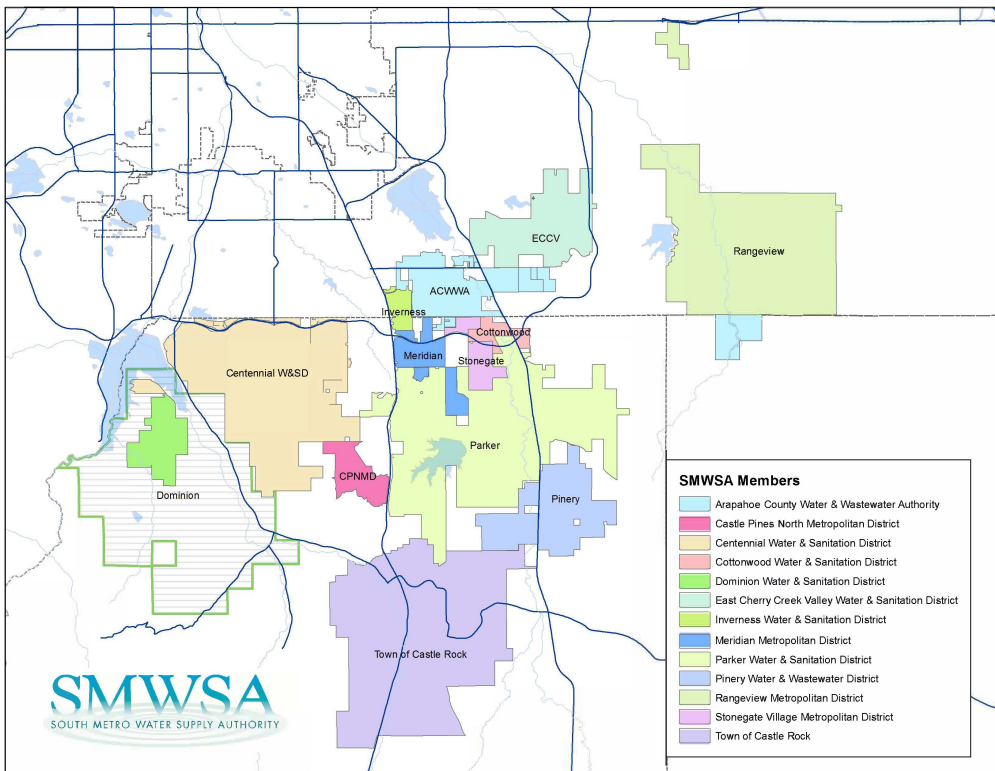 ECCV
Rangeview
ACWWA
Inverness
Cottonwood
Meridian
Stonegate
Centennial W&SD
Parker
CPNMD
Dominion
Pinery
Town of Castle Rock
SMWSA
SOUTH METRO WATER SUPPLY AUTHORITY
SMWSA Members
Arapahoe County Water & Wastewater Authority
Castle Pines North Metropolitan District
Centennial Water & Sanitation District
Cottonwood Water & Sanitation District
Dominion Water & Sanitation District
East Cherry Creek Valley Water & Sanitation District
Inverness Water & Sanitation District
Meridian Metropolitan District
Parker Water & Sanitation District
Pinery Water & Wastewater District
Rangeview Metropolitan District
Stonegate Village Metropolitan District
Town of Castle Rock